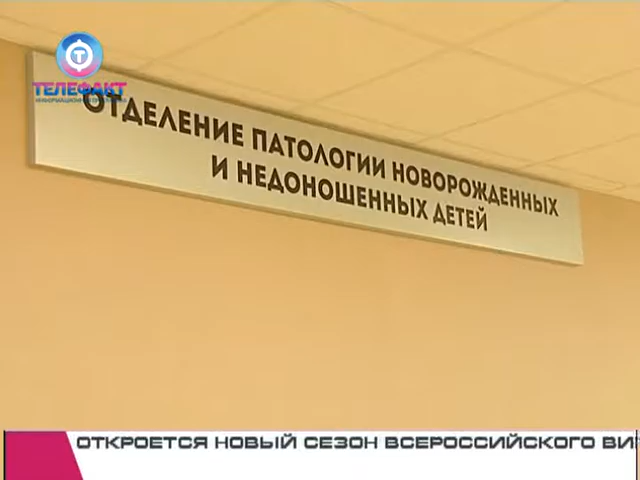 ТЕЛЕФАКТ
ОТДЕЛЕНИЕ ПАТОЛОГИИ НОВОРОЖДЕННЫХ
И НЕДОНОШЕННЫХ ДЕТЕЙ
ОТКРОЕТСЯ НОВЫЙ СЕЗОН ВСЕРОССИЙСКОГО